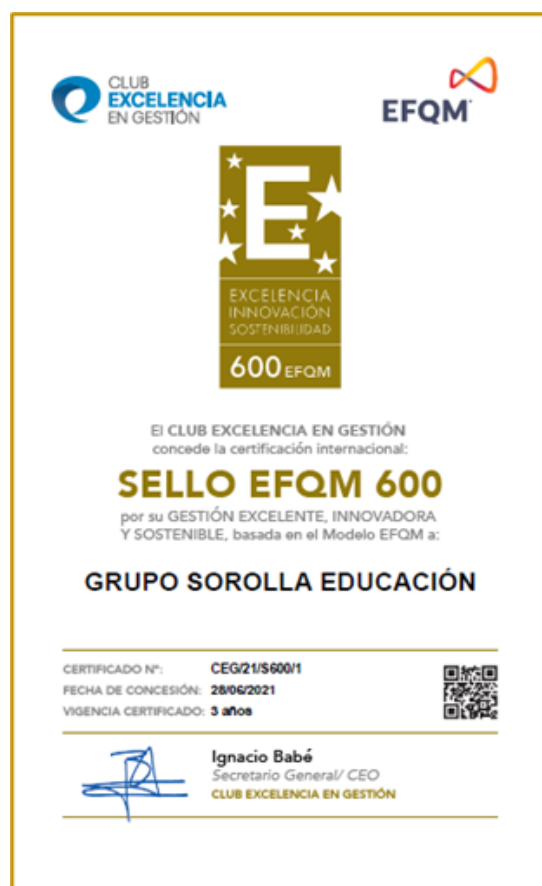 CLUB
EXCELENCIA
EN GESTIÓN
EFQM
E
EXCELENCIA
INNOVACIÓN
SOSTENIBILIDAD
600 EFQM
El CLUB EXCELENCIA EN GESTIÓN
concede la certificación internacional:
SELLO EFQM 600
por su GESTIÓN EXCELENTE, INNOVADORA
Y SOSTENIBLE, basada en el Modelo EFQM a:
GRUPO SOROLLA EDUCACIÓN
CERTIFICADO Nº: CEG/21/S600/1
FECHA DE CONCESIÓN: 28/06/2021
VIGENCIA CERTIFICADO: 3 años
Ignacio Babé
Secretario General/ CEO
CLUB EXCELENCIA EN GESTIÓN